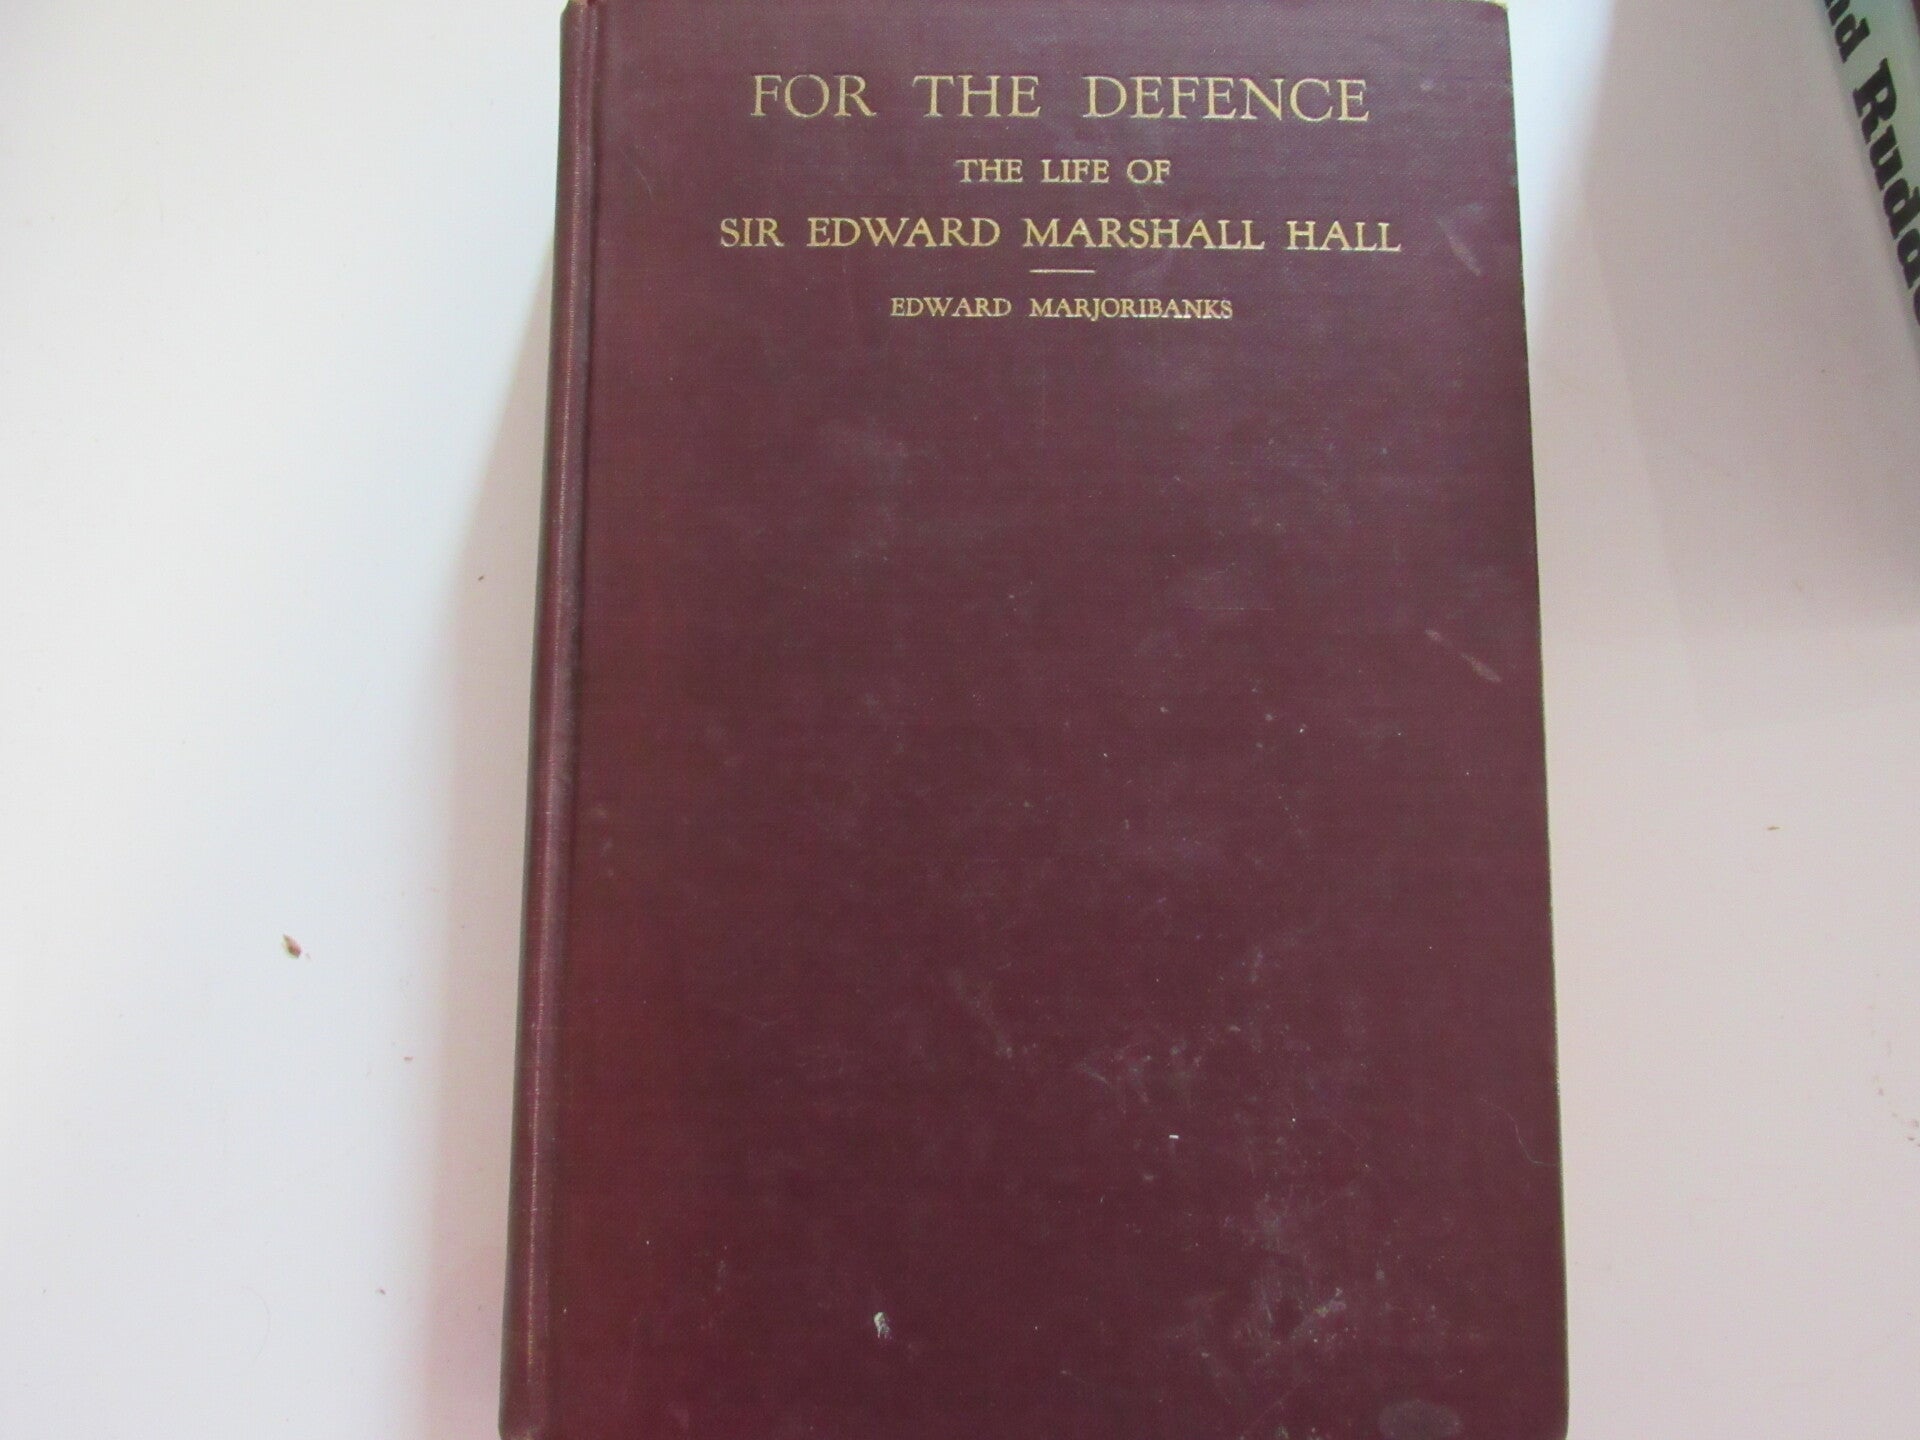 FOR THE DEFENCE
THE LIFE OF
SIR EDWARD MARSHALL HALL
EDWARD MARJORIBANKS